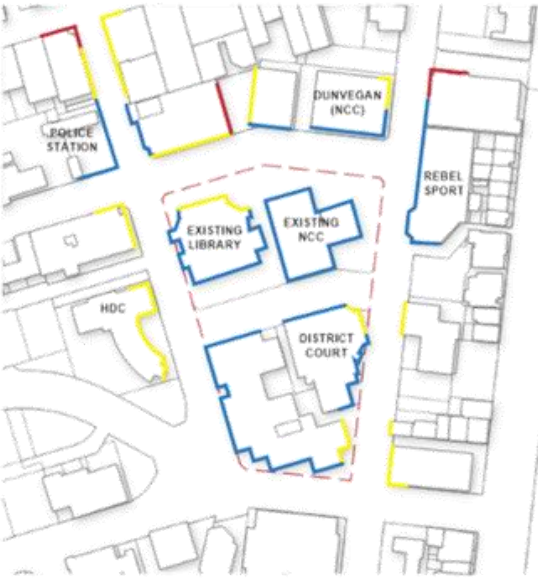 DUNVEGAN
(NCC)
POLICE
STATION
REBEL
SPORT
EXISTING
LIBRARY
EXISTING
NCC
HDC
DISTRICT
COURT